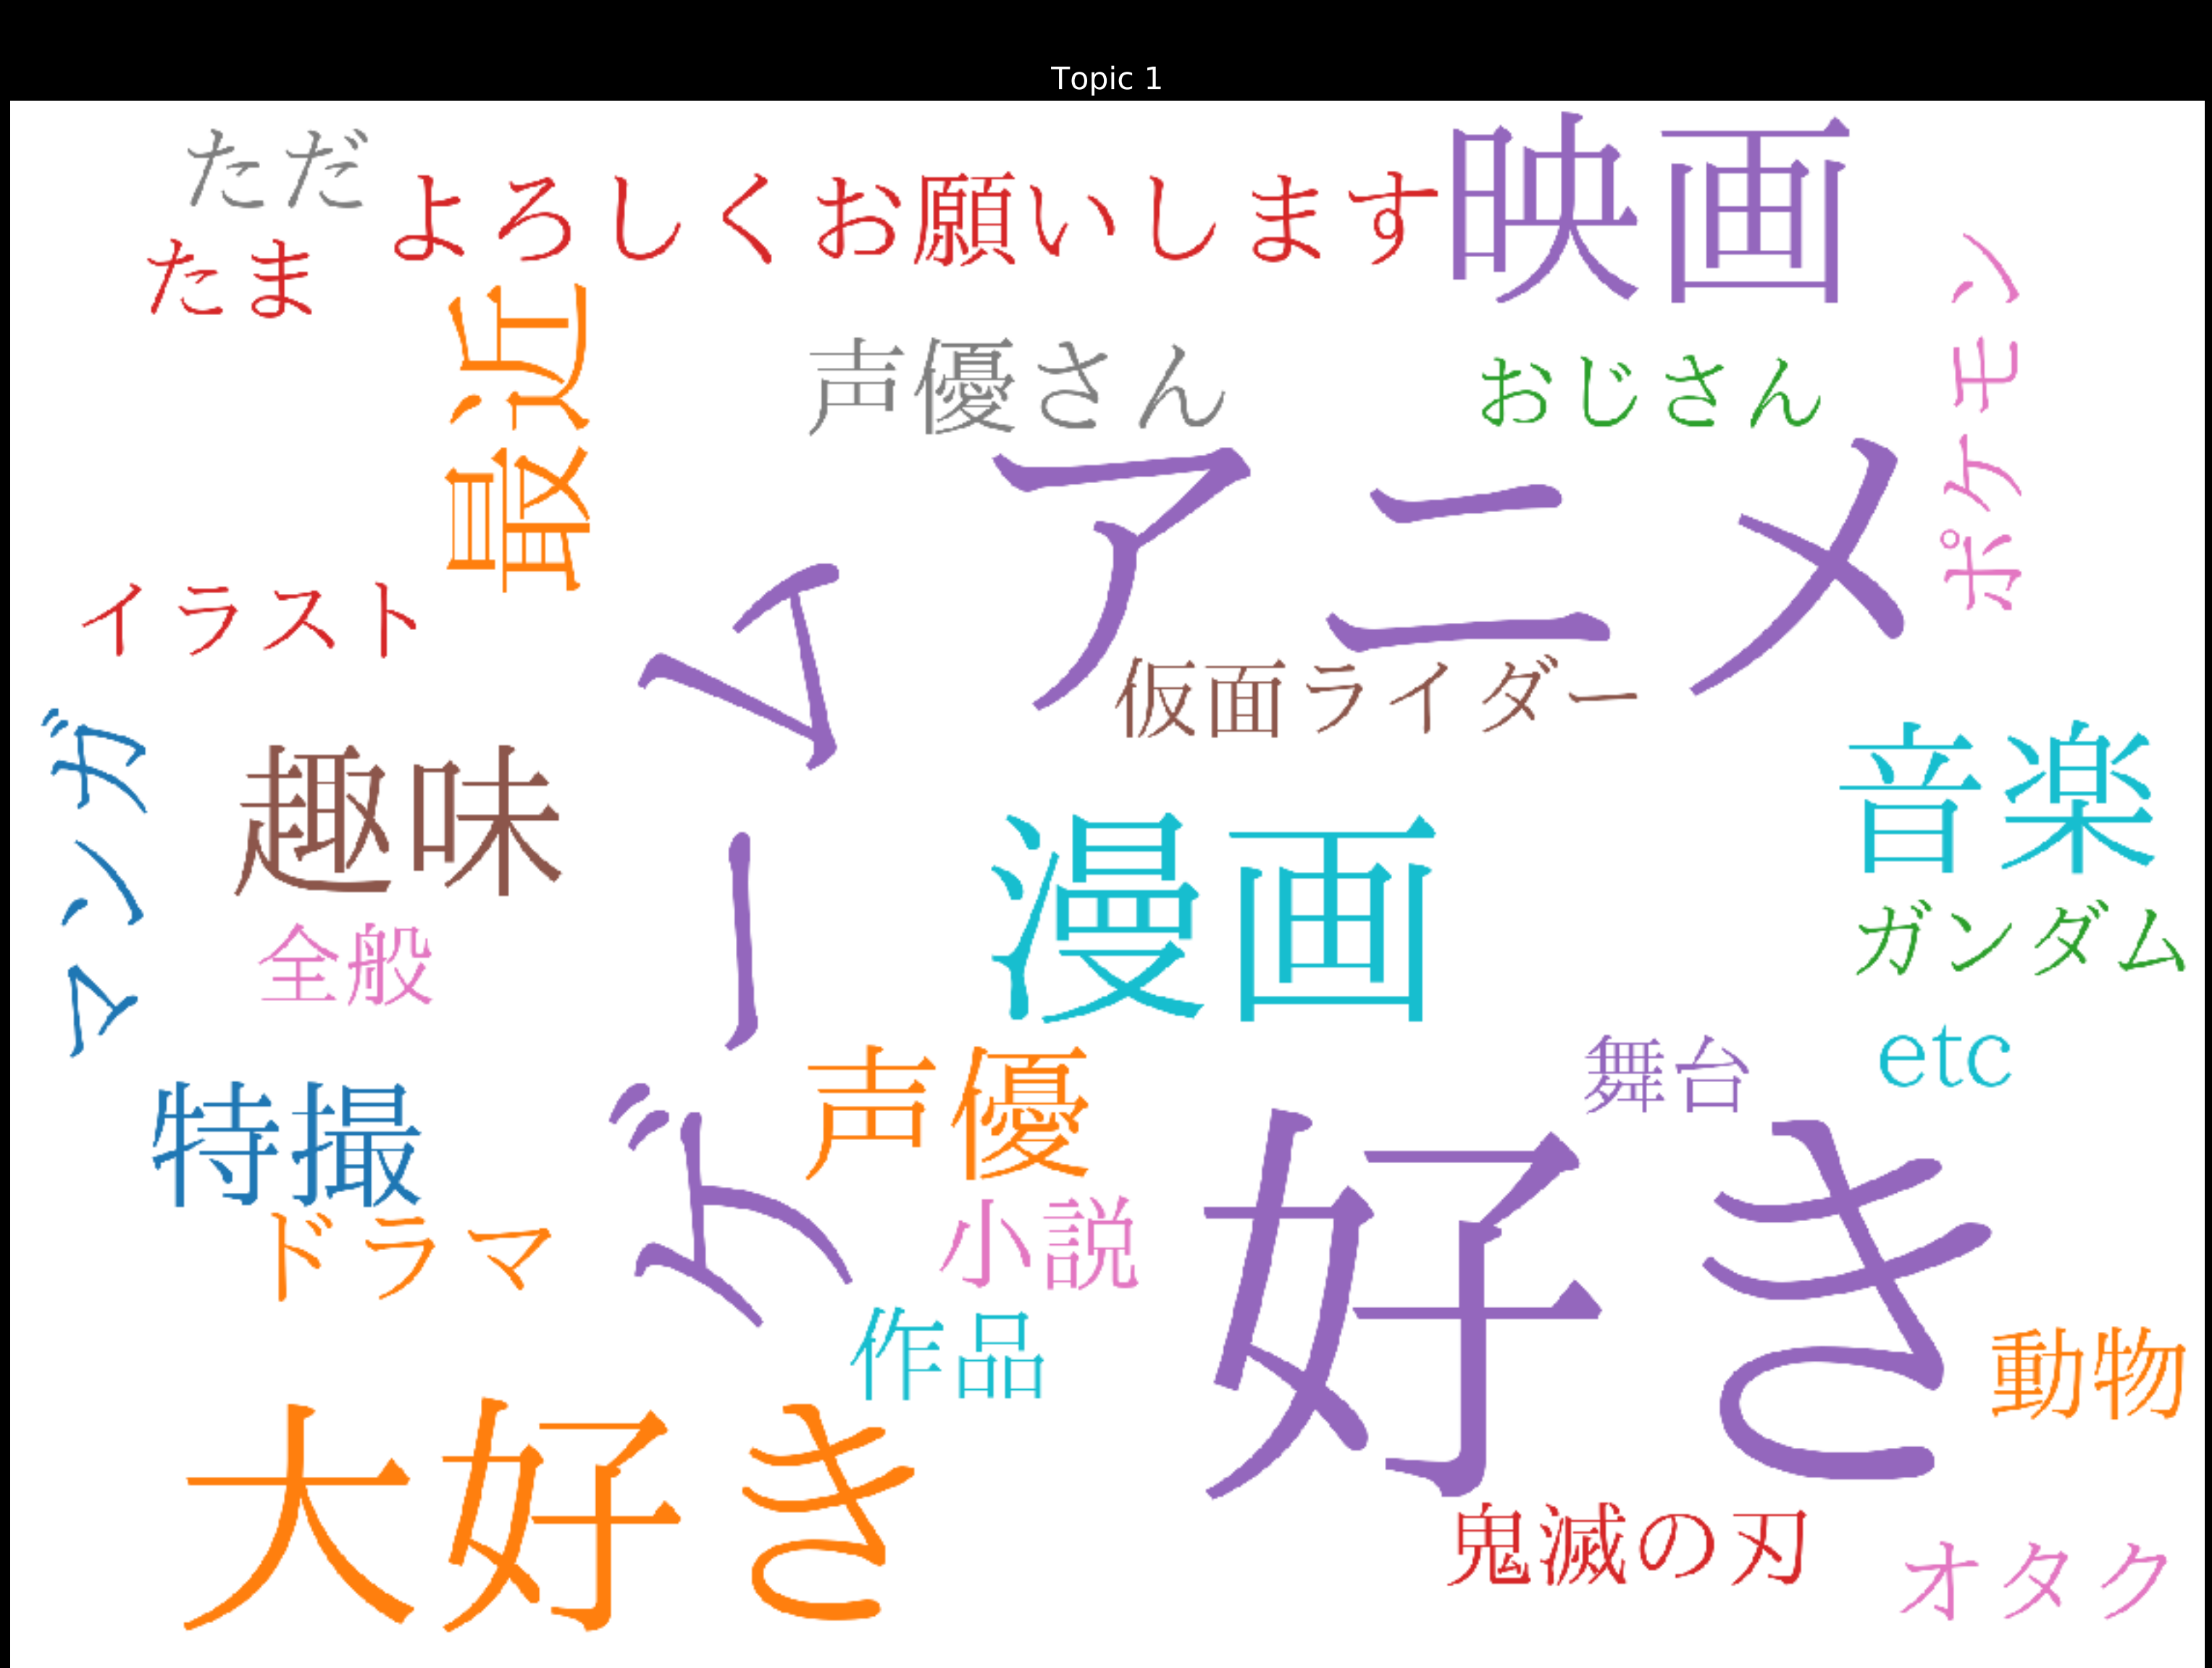 Topic 1
ただ
よろしくお願いします
映画
たま
最近
声優さん
おじさん
ポケモン
アニメ
イラスト
ゲーム
仮面ライダー
マンガ
趣味
音楽
漫画
全般
ガンダム
etc
舞台
声優
特撮
好き
ドラマ
小説
作品
動物
大好き
鬼滅の刃
オタク